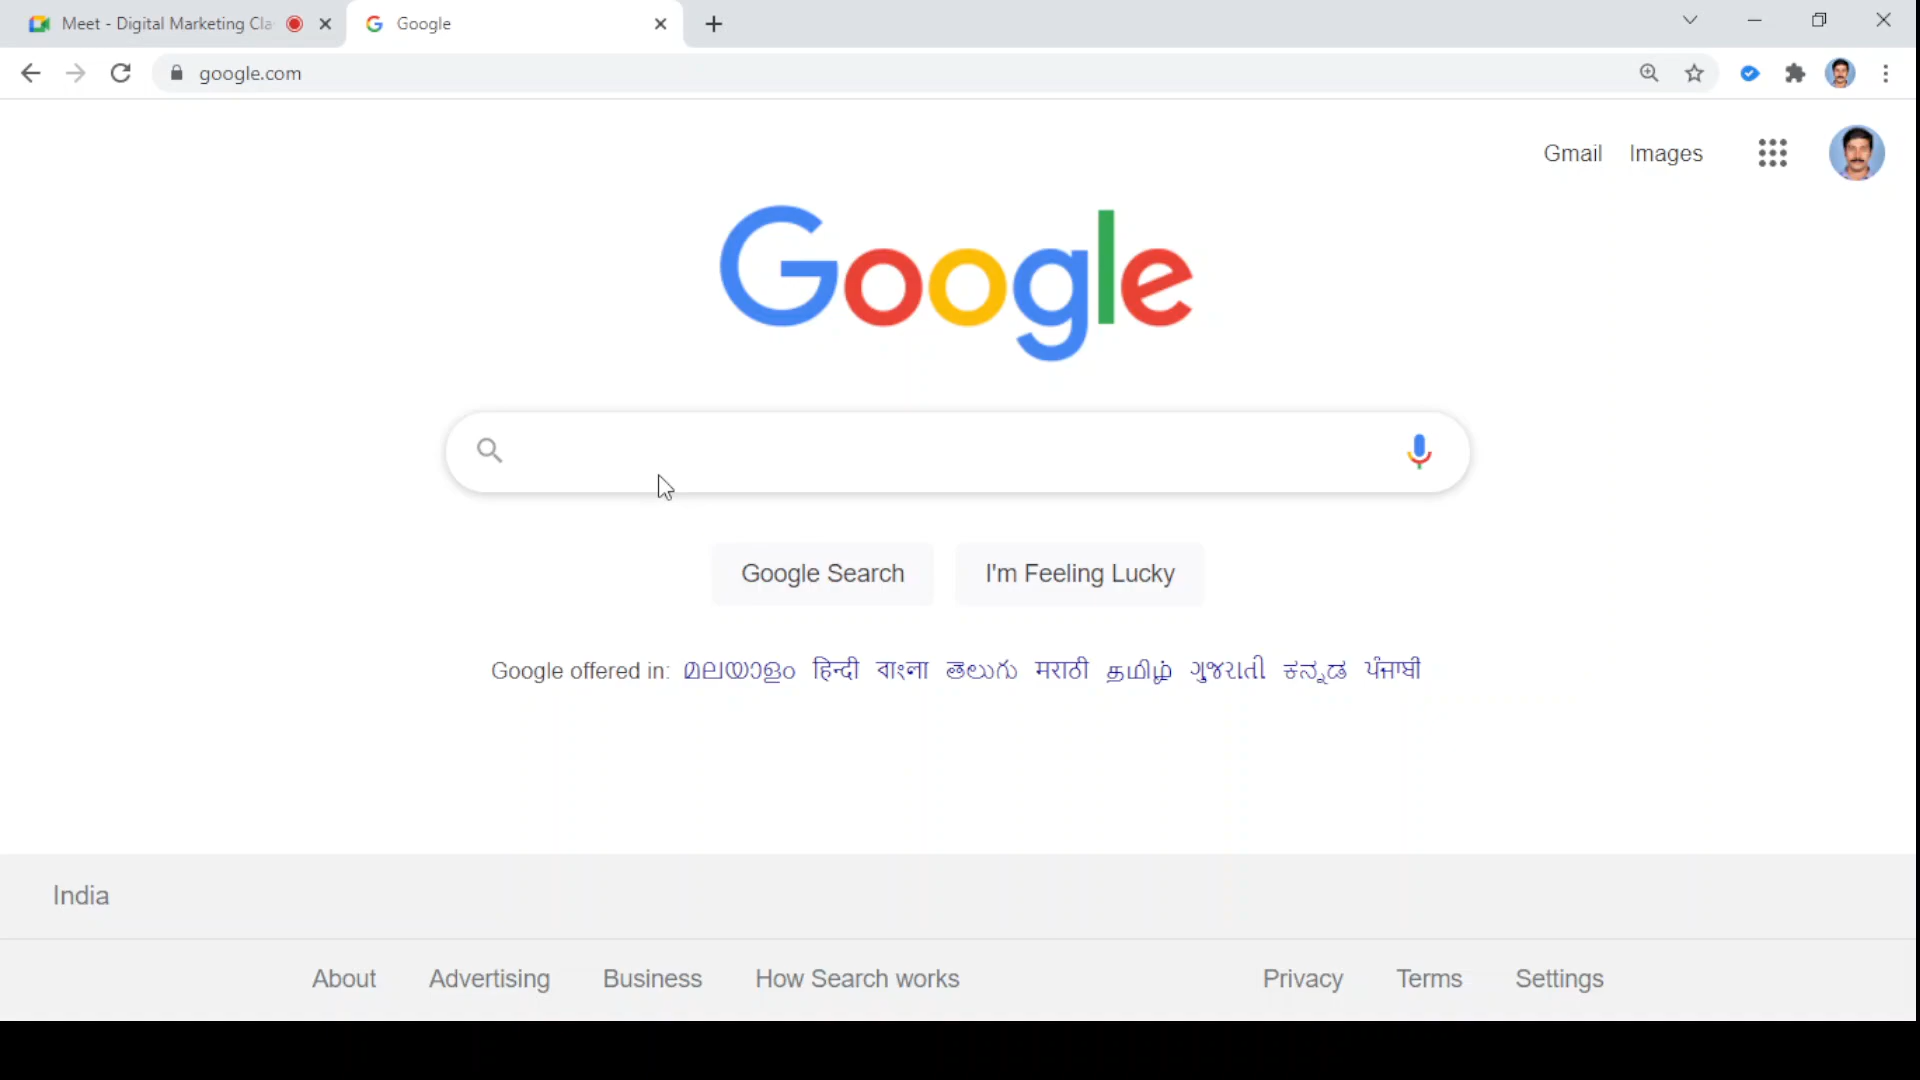 Meet - Digital Marketing Cla
Google
google.com
Gmail Images
Google
Google Search I'm Feeling Lucky
Google offered in: മലയാളം हिन्दी বাংলা తెలుగు मराठी தமிழ் ગુજરાતી ಕನ್ನಡ ਪੰਜਾਬੀ
India
About Advertising Business How Search works Privacy Terms Settings